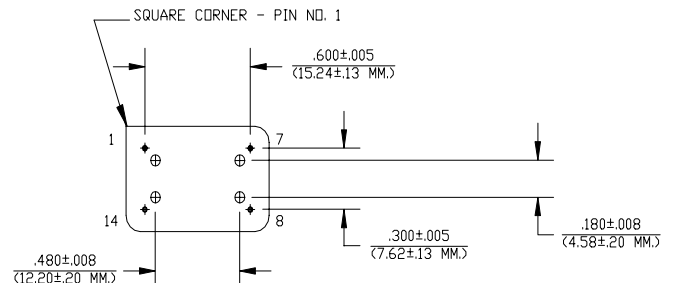 SQUARE CORNER - PIN NO. 1
.600±.005
(15.24±.13 MM.)
1
7
14
8
.300±.005
(7.62±.13 MM.)
.180±.008
(4.58±.20 MM.)
.480±.008
(12.20±.20 MM.)